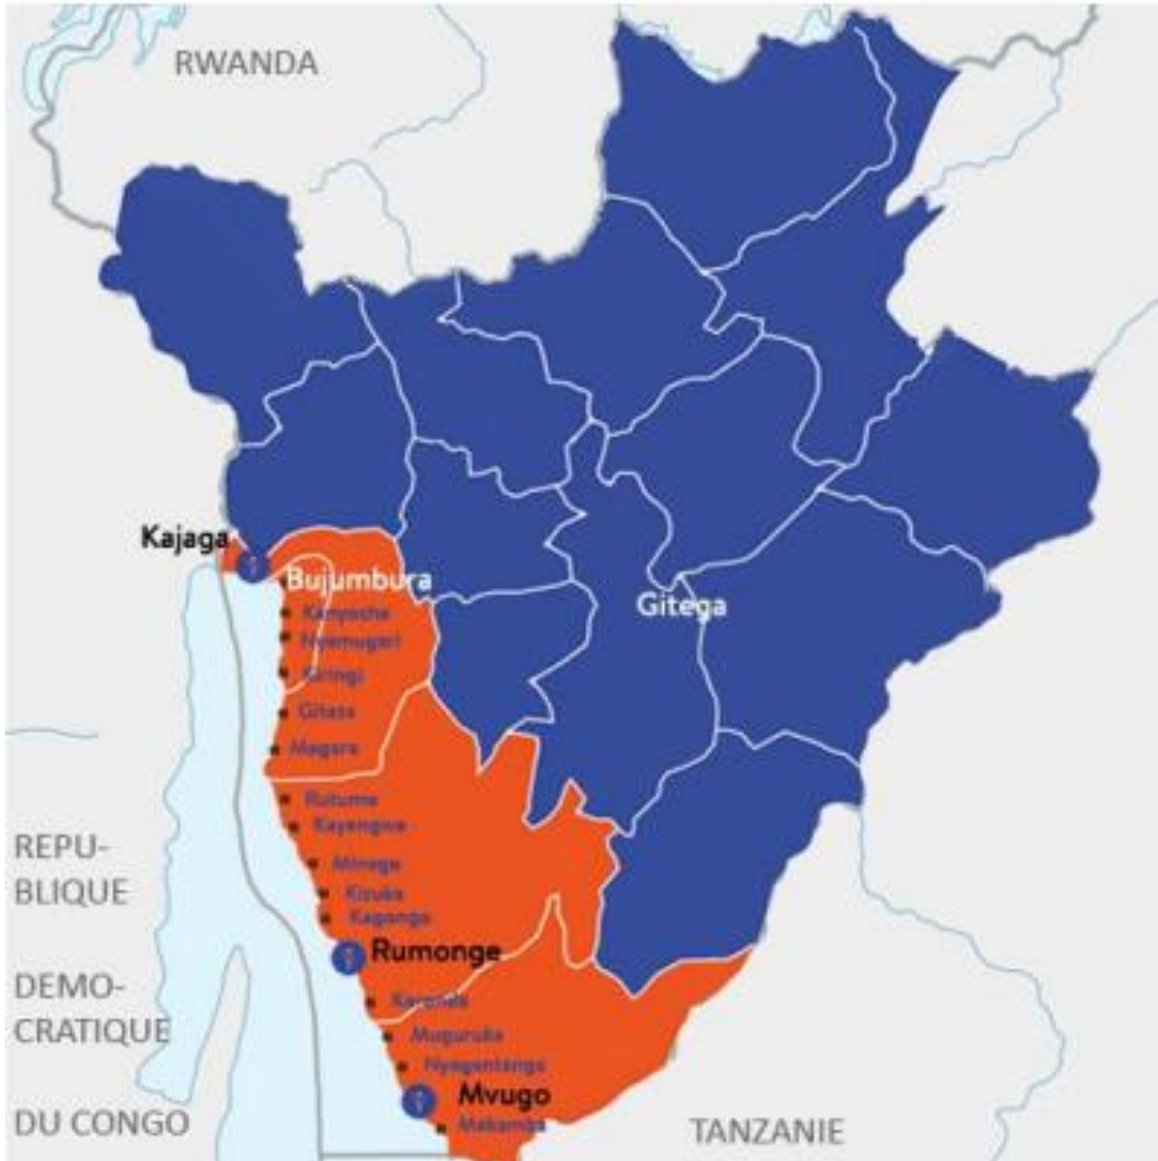 RWANDA
Kajaga
Bujumbura
Kanyosha
Nyamugari
Kiringi
Gitega
Gitaza
Magara
Rutumo
Kayengwe
REPU-
BLIQUE
Minago
Kizuka
Kagongo
Rumonge
DEMO-
CRATIQUE
Karonda
Muguruka
Mvugo
DU CONGO
Makamba
TANZANIE